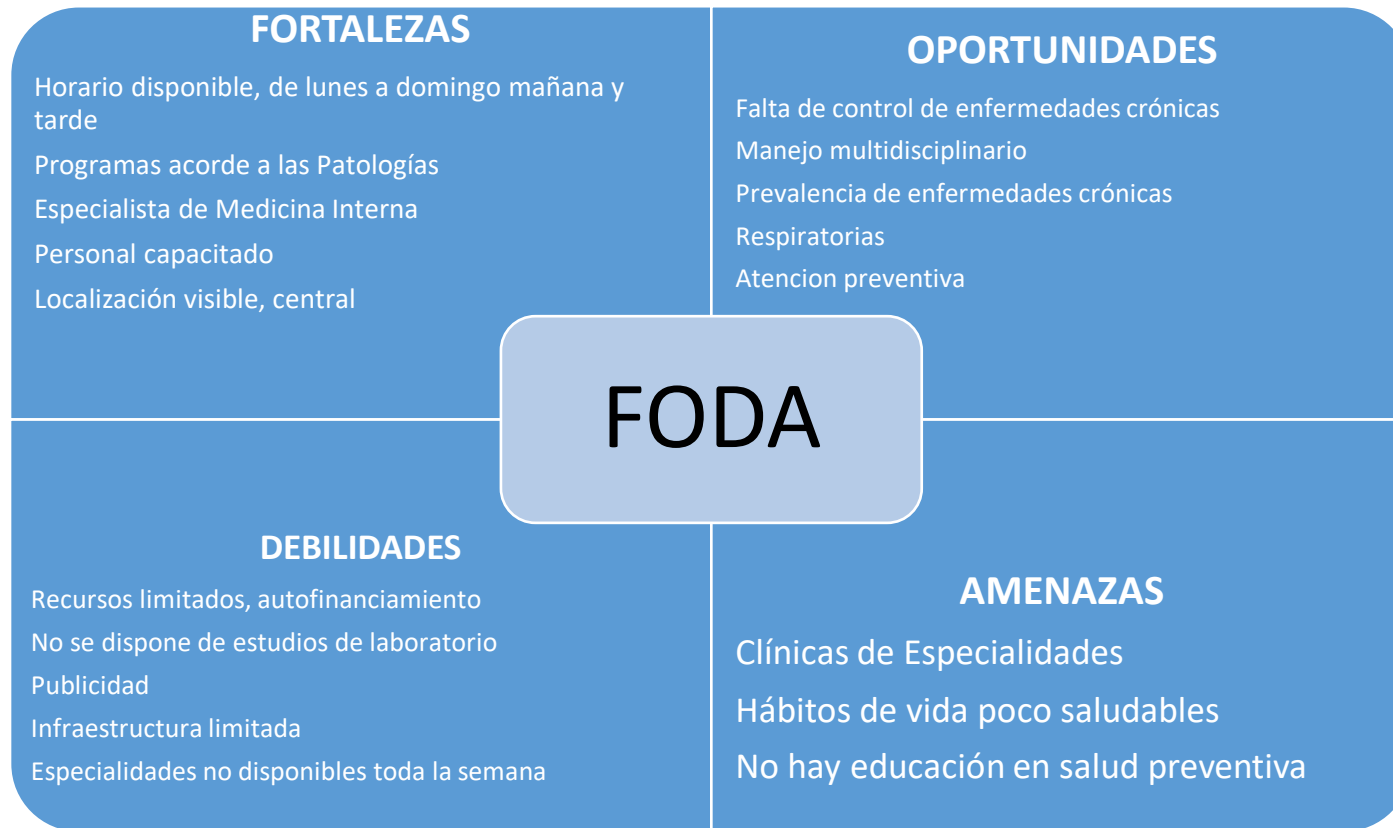 FORTALEZAS
Horario disponible, de lunes a domingo mañana y
tarde
Programas acorde a las Patologías
Especialista de Medicina Interna
Personal capacitado
Localización visible, central
OPORTUNIDADES
Falta de control de enfermedades crónicas
Manejo multidisciplinario
Prevalencia de enfermedades crónicas
Respiratorias
Atencion preventiva
FODA
DEBILIDADES
Recursos limitados, autofinanciamiento
No se dispone de estudios de laboratorio
Publicidad
Infraestructura limitada
Especialidades no disponibles toda la semana
AMENAZAS
Clínicas de Especialidades
Hábitos de vida poco saludables
No hay educación en salud preventiva